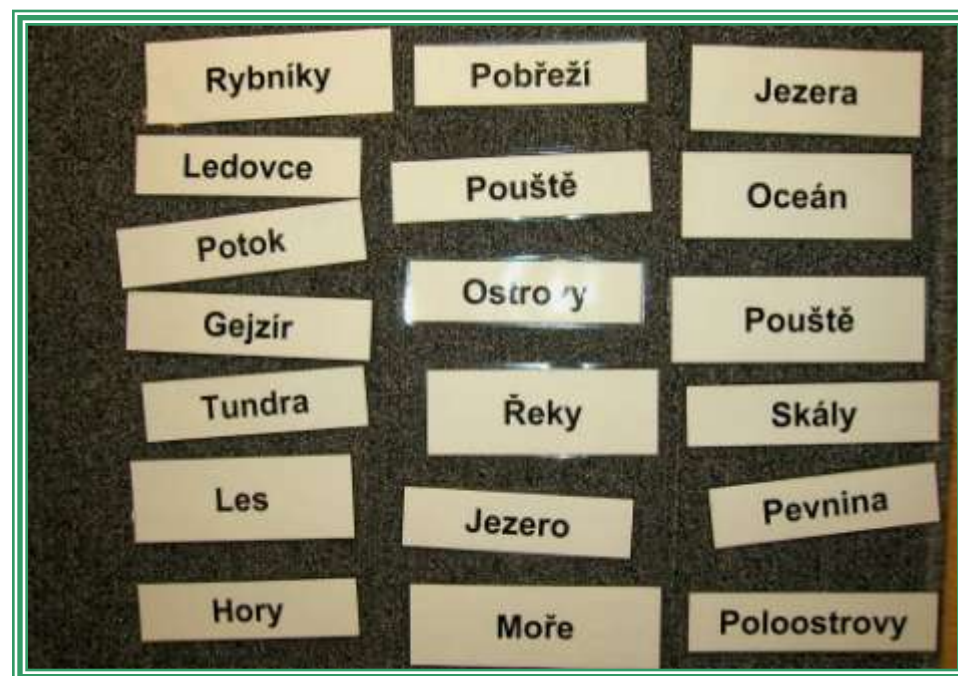 Rybníky
Ledovce
Potok
Gejzír
Tundra
Les
Hory
Pobřeží
Pouště
Ostrovy
Řeky
Jezero
Moře
Jezera
Oceán
Pouště
Skály
Pevnina
Poloostrovy